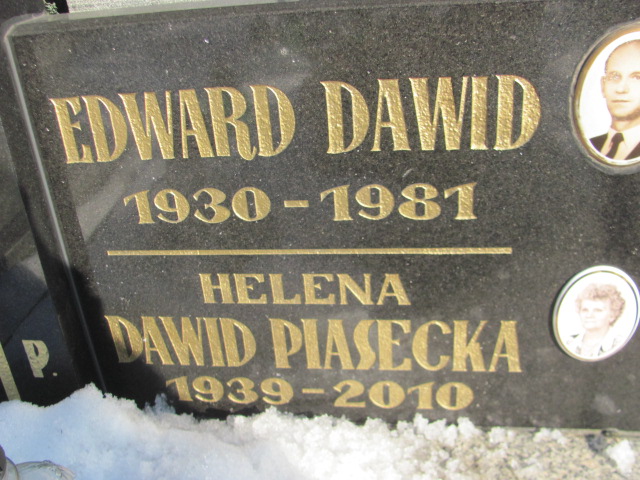 EDWARD DAWID
1930 - 1981
HELENA
DAWID PIASECKA
1939 - 2010
P.